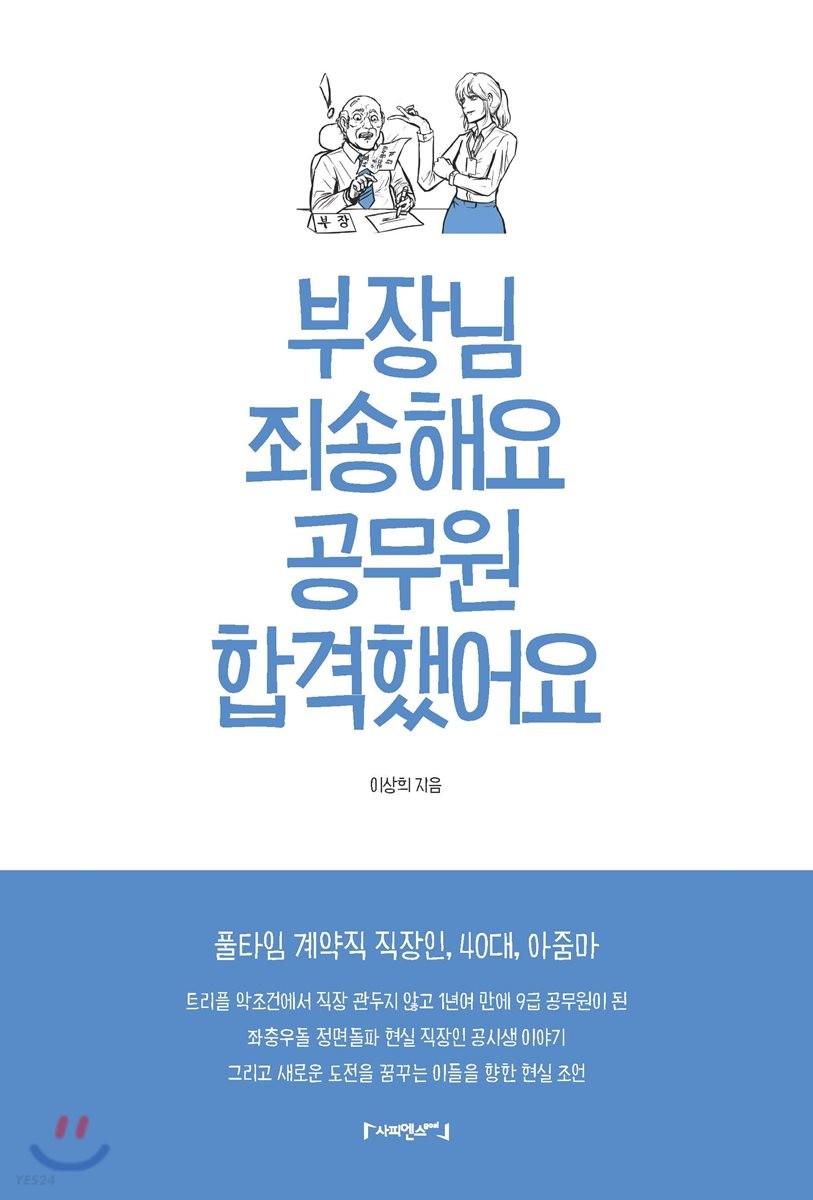 부장
부장님
죄송해요
공무원
합격했어요
이상희 지음
풀타임 계약직 직장인, 40대, 아줌마
트리플 악조건에서 직장 관두지 않고 1년여 만에 9급 공무원이 된
좌충우돌 정면돌파 현실 직장인 공시생 이야기
그리고 새로운 도전을 꿈꾸는 이들을 향한 현실 조언
사피엔스
YES24